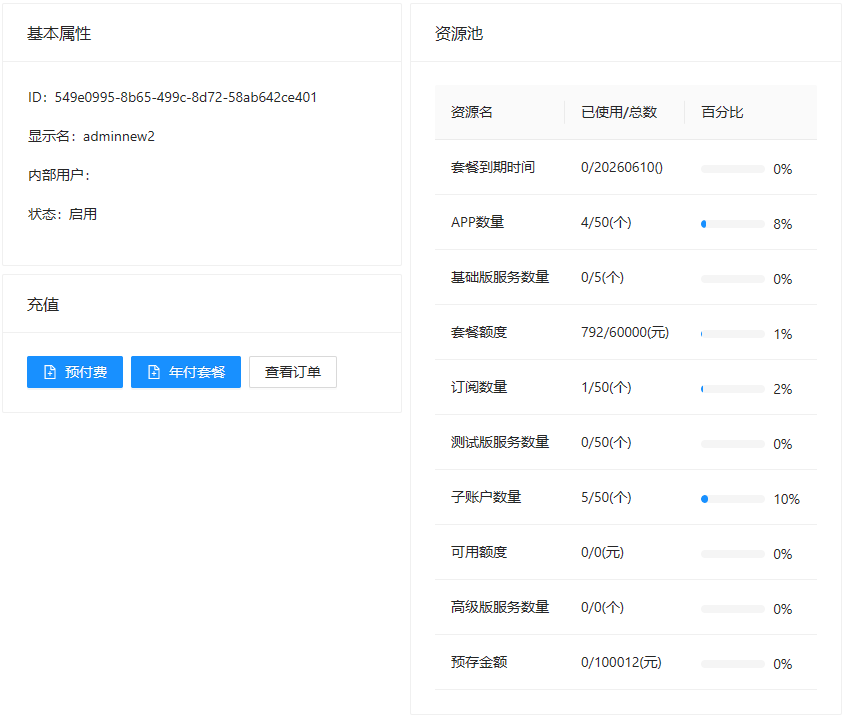 基本属性
ID：549e0995-8b65-499c-8d72-58ab642ce401
显示名：adminnew2
内部用户：
状态：启用
充值
预付费 年付套餐 查看订单
资源池
资源名 已使用/总数 百分比
套餐到期时间 0/20260610() 0%
APP数量 4/50(个) 8%
基础版服务数量 0/5(个) 0%
套餐额度 792/60000(元) 1%
订阅数量 1/50(个) 2%
测试版服务数量 0/50(个) 0%
子账户数量 5/50(个) 10%
可用额度 0/0(元) 0%
高级版服务数量 0/0(个) 0%
预存金额 0/100012(元) 0%